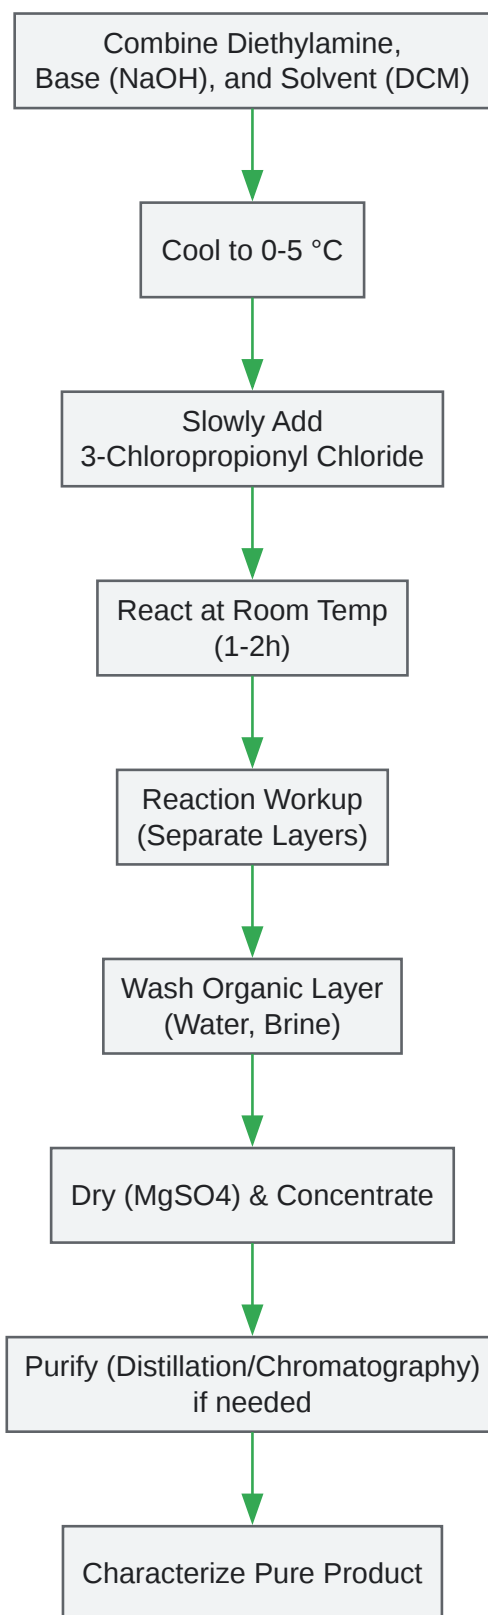 Combine Diethylamine,
Base (NaOH), and Solvent (DCM)
Cool to 0-5 °C
Slowly Add
3-Chloropropionyl Chloride
React at Room Temp
(1-2h)
Reaction Workup
(Separate Layers)
Wash Organic Layer
(Water, Brine)
Dry (MgSO4) & Concentrate
Purify (Distillation/Chromatography)
if needed
Characterize Pure Product